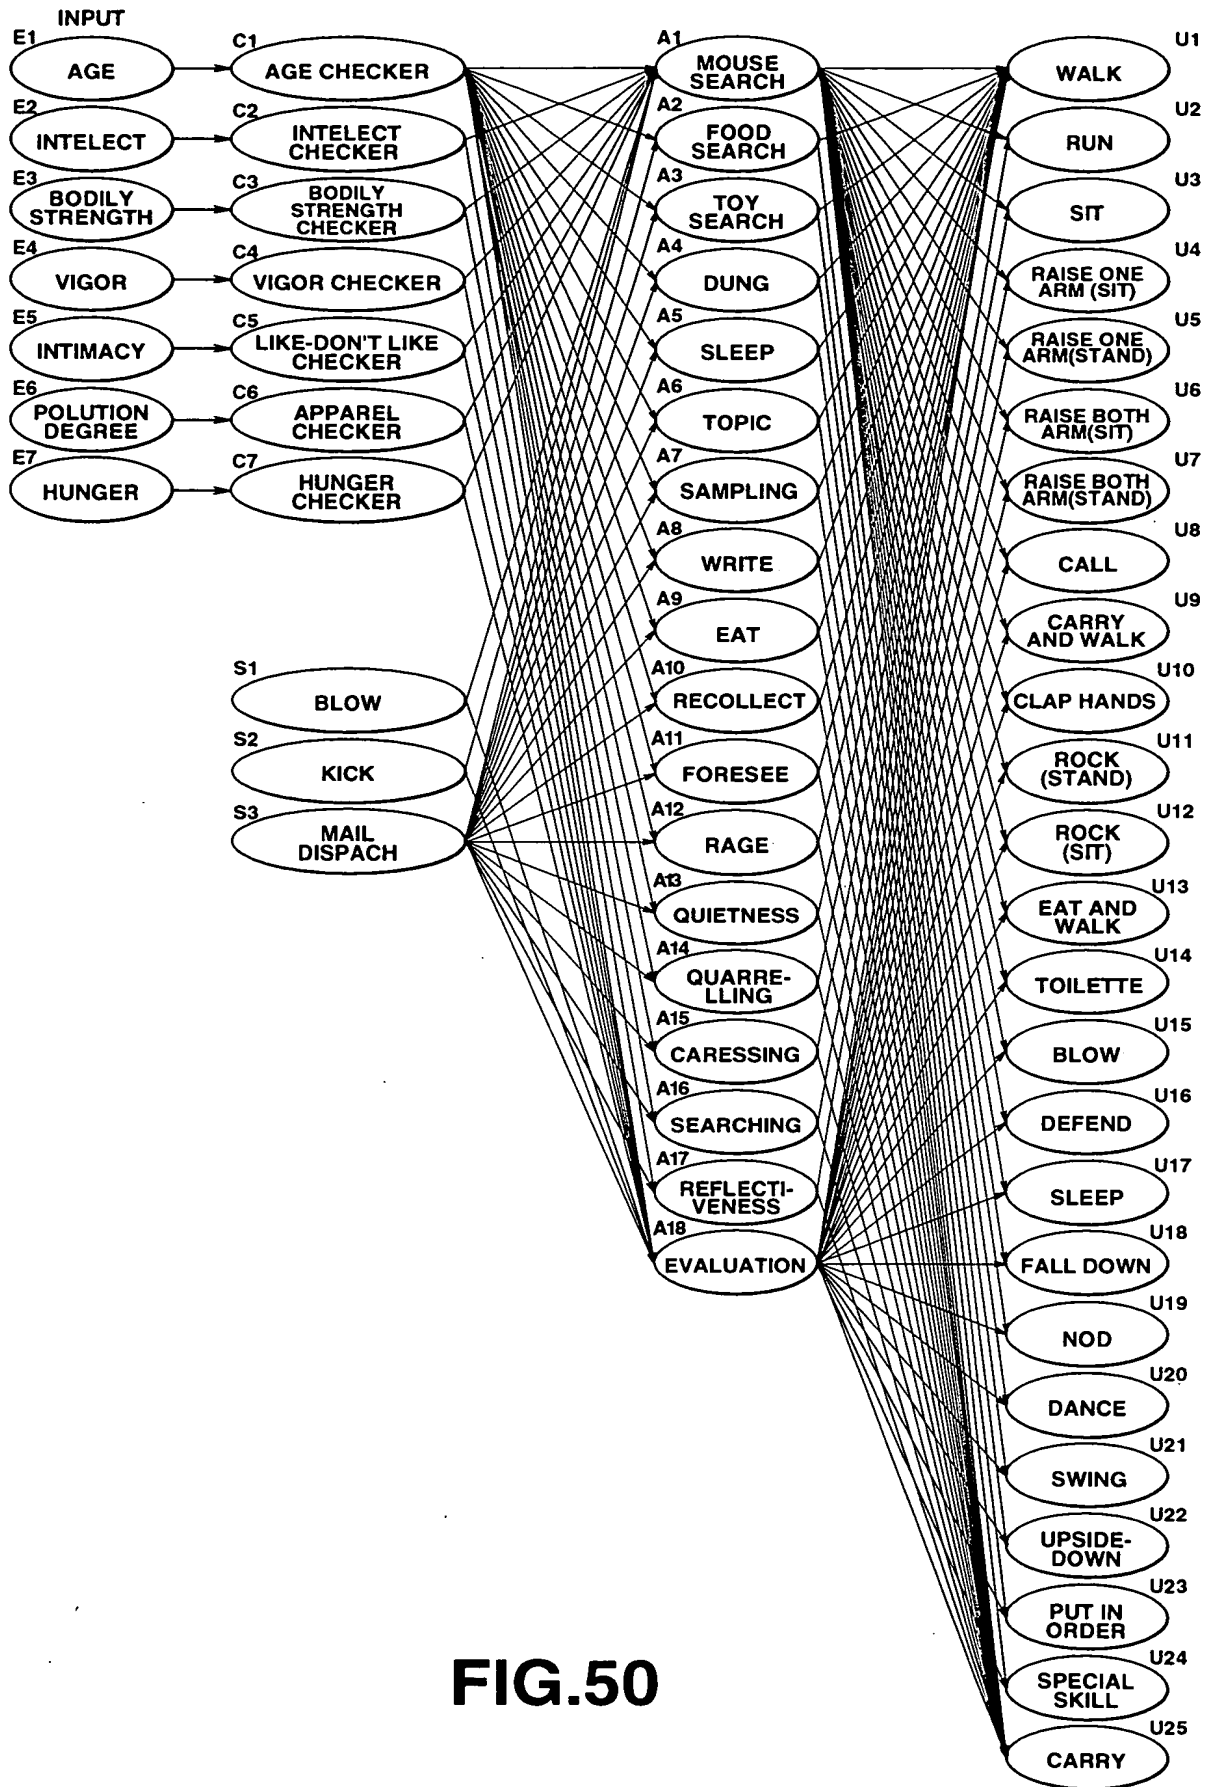 INPUT
E1
AGE
E2
INTELECT
E3
BODILY
STRENGTH
E4
VIGOR
E5
INTIMACY
E6
POLUTION
DEGREE
E7
HUNGER
C1
AGE CHECKER
C2
INTELECT
CHECKER
C3
BODILY
STRENGTH
CHECKER
C4
VIGOR CHECKER
C5
LIKE-DON'T LIKE
CHECKER
C6
APPAREL
CHECKER
C7
HUNGER
CHECKER
S1
BLOW
S2
KICK
S3
MAIL
DISPACH
A1
MOUSE
SEARCH
A2
FOOD
SEARCH
A3
TOY
SEARCH
A4
DUNG
A5
SLEEP
A6
TOPIC
A7
SAMPLING
A8
WRITE
A9
EAT
A10
RECOLLECT
A11
FORESEE
A12
RAGE
A13
QUIETNESS
A14
QUARRE-
LLING
A15
CARESSING
A16
SEARCHING
A17
REFLECTI-
VENESS
A18
EVALUATION
U1
WALK
U2
RUN
U3
SIT
U4
RAISE ONE
ARM (SIT)
U5
RAISE ONE
ARM(STAND)
U6
RAISE BOTH
ARM(SIT)
U7
RAISE BOTH
ARM(STAND)
U8
CALL
U9
CARRY
AND WALK
U10
CLAP HANDS
U11
ROCK
(STAND)
U12
ROCK
(SIT)
U13
EAT AND
WALK
U14
TOILETTE
U15
BLOW
U16
DEFEND
U17
SLEEP
U18
FALL DOWN
U19
NOD
U20
DANCE
U21
SWING
U22
UPSIDE-
DOWN
U23
PUT IN
ORDER
U24
SPECIAL
SKILL
U25
CARRY
FIG.50